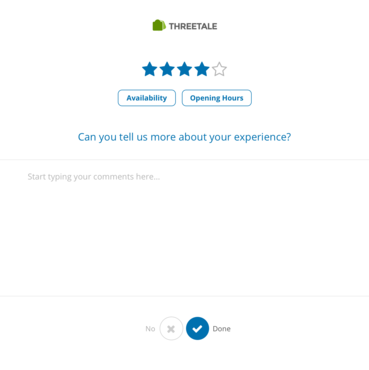 THREETALE
Availability Opening Hours
Can you tell us more about your experience?
Start typing your comments here...
No Done